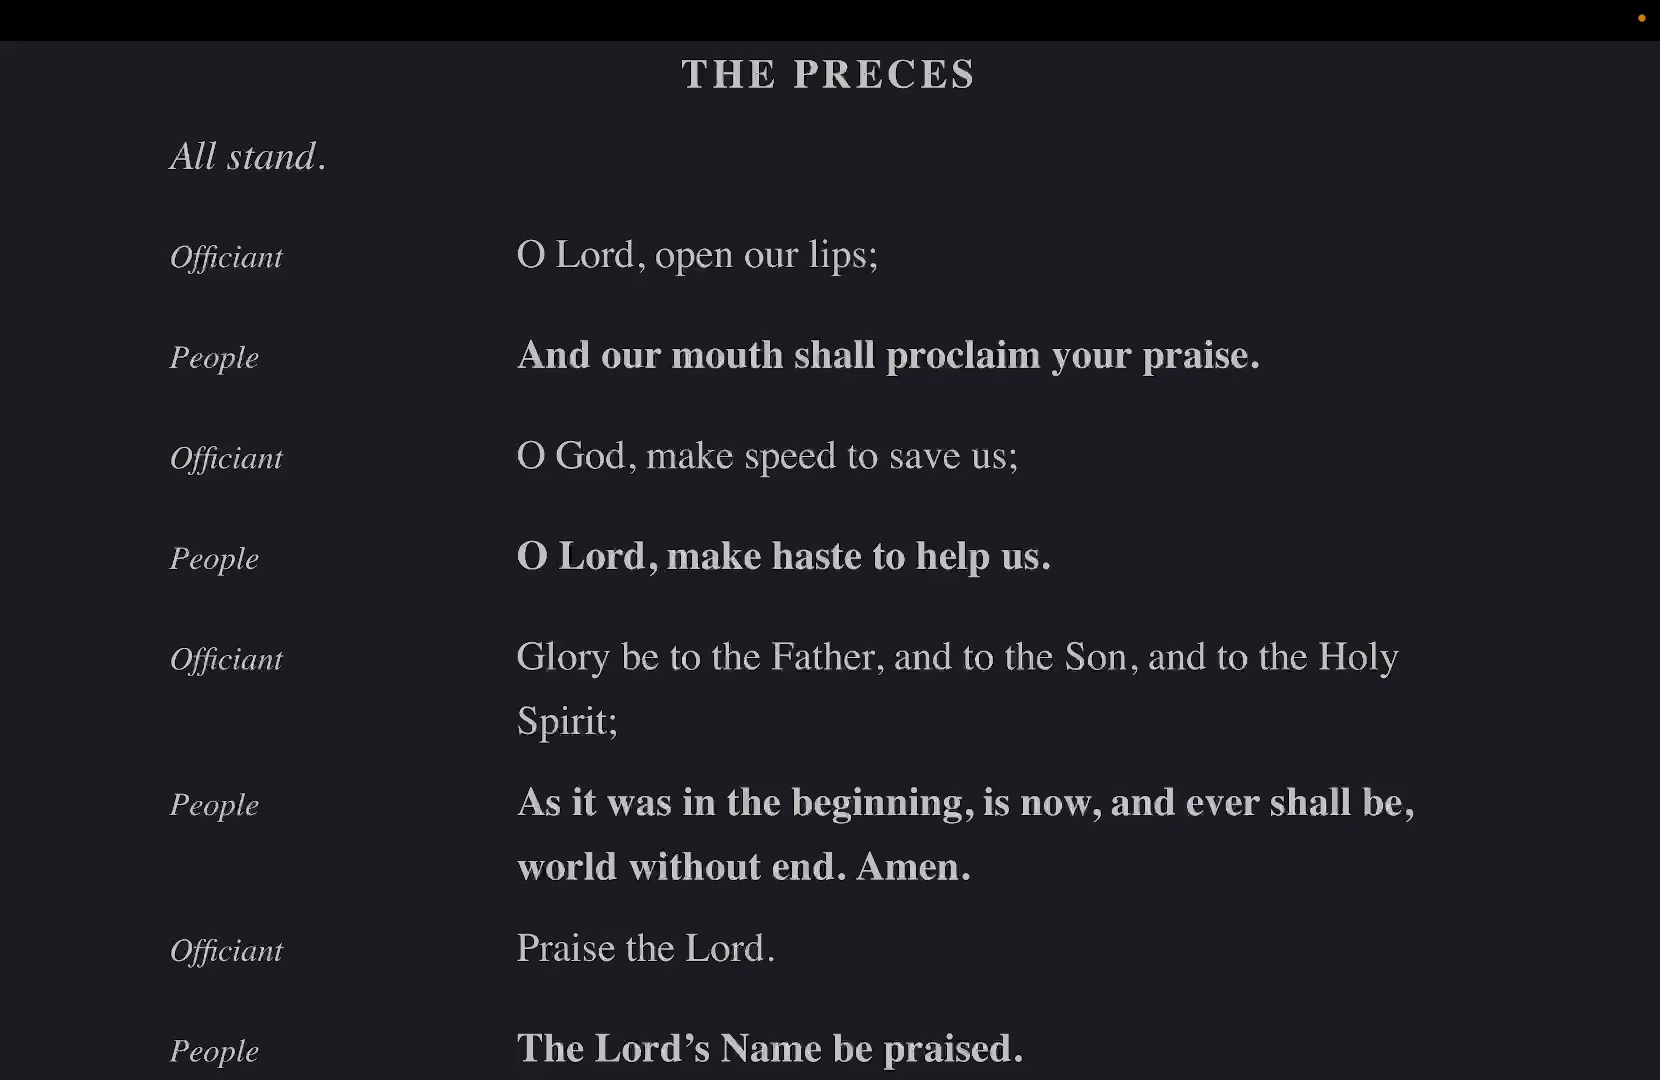 THE PRECES
All stand.
Officiant O Lord, open our lips;
People And our mouth shall proclaim your praise.
Officiant O God, make speed to save us;
People O Lord, make haste to help us.
Officiant Glory be to the Father, and to the Son, and to the Holy
Spirit;
People As it was in the beginning, is now, and ever shall be,
world without end. Amen.
Officiant Praise the Lord.
People The Lord’s Name be praised.